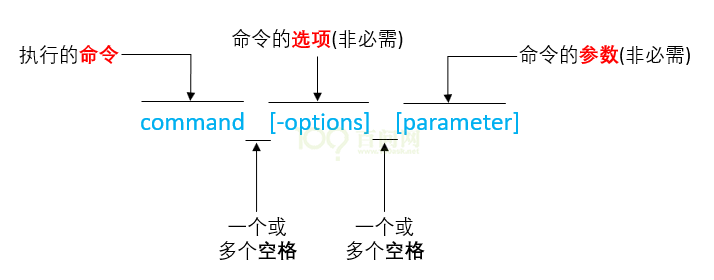 执行的命令
命令的选项(非必需)
命令的参数(非必需)
command [-options] [parameter]
一个或
多个空格
一个或
多个空格